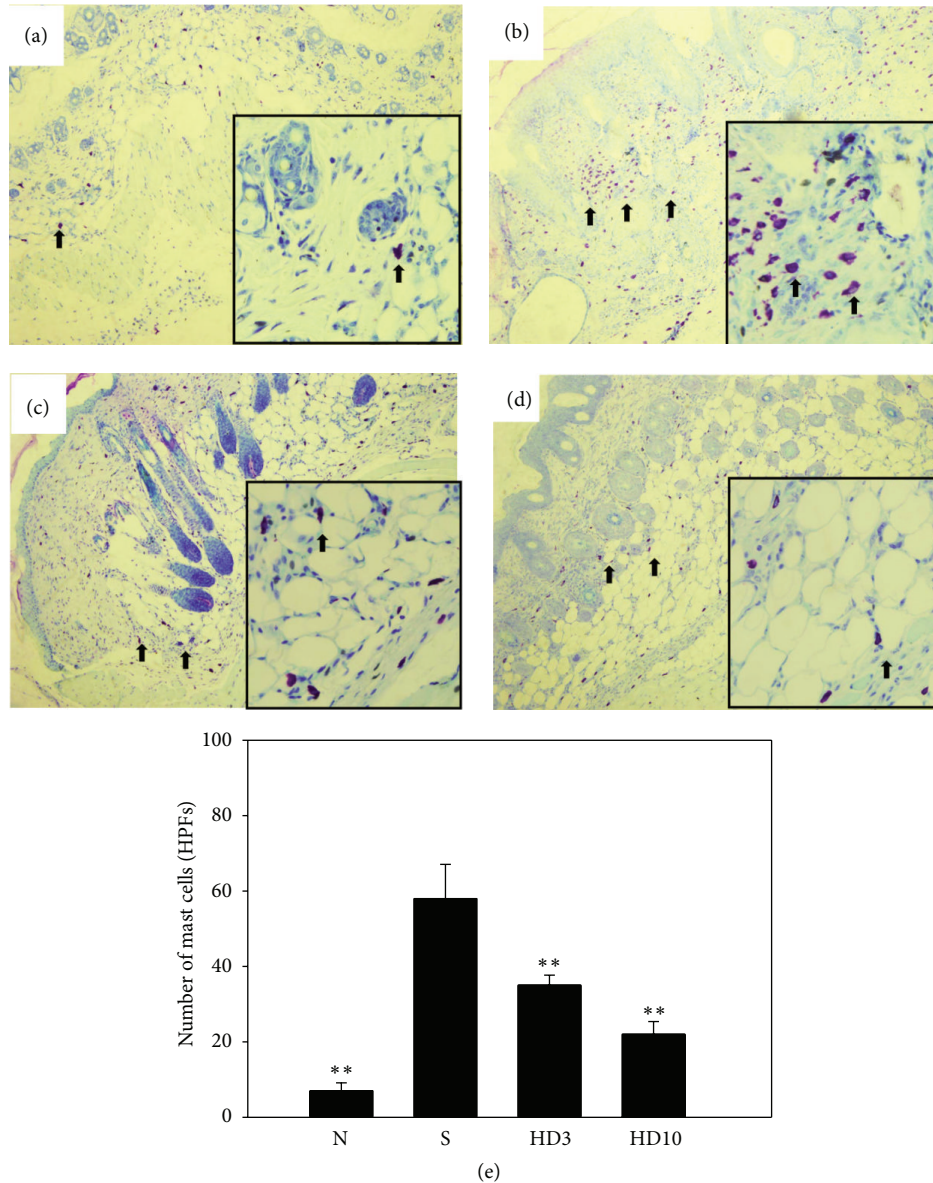 (a)
(b)
(c)
(d)
100
80
60
40
20
0
Number of mast cells (HPFs)
**
**
**
N S HD3 HD10
(e)